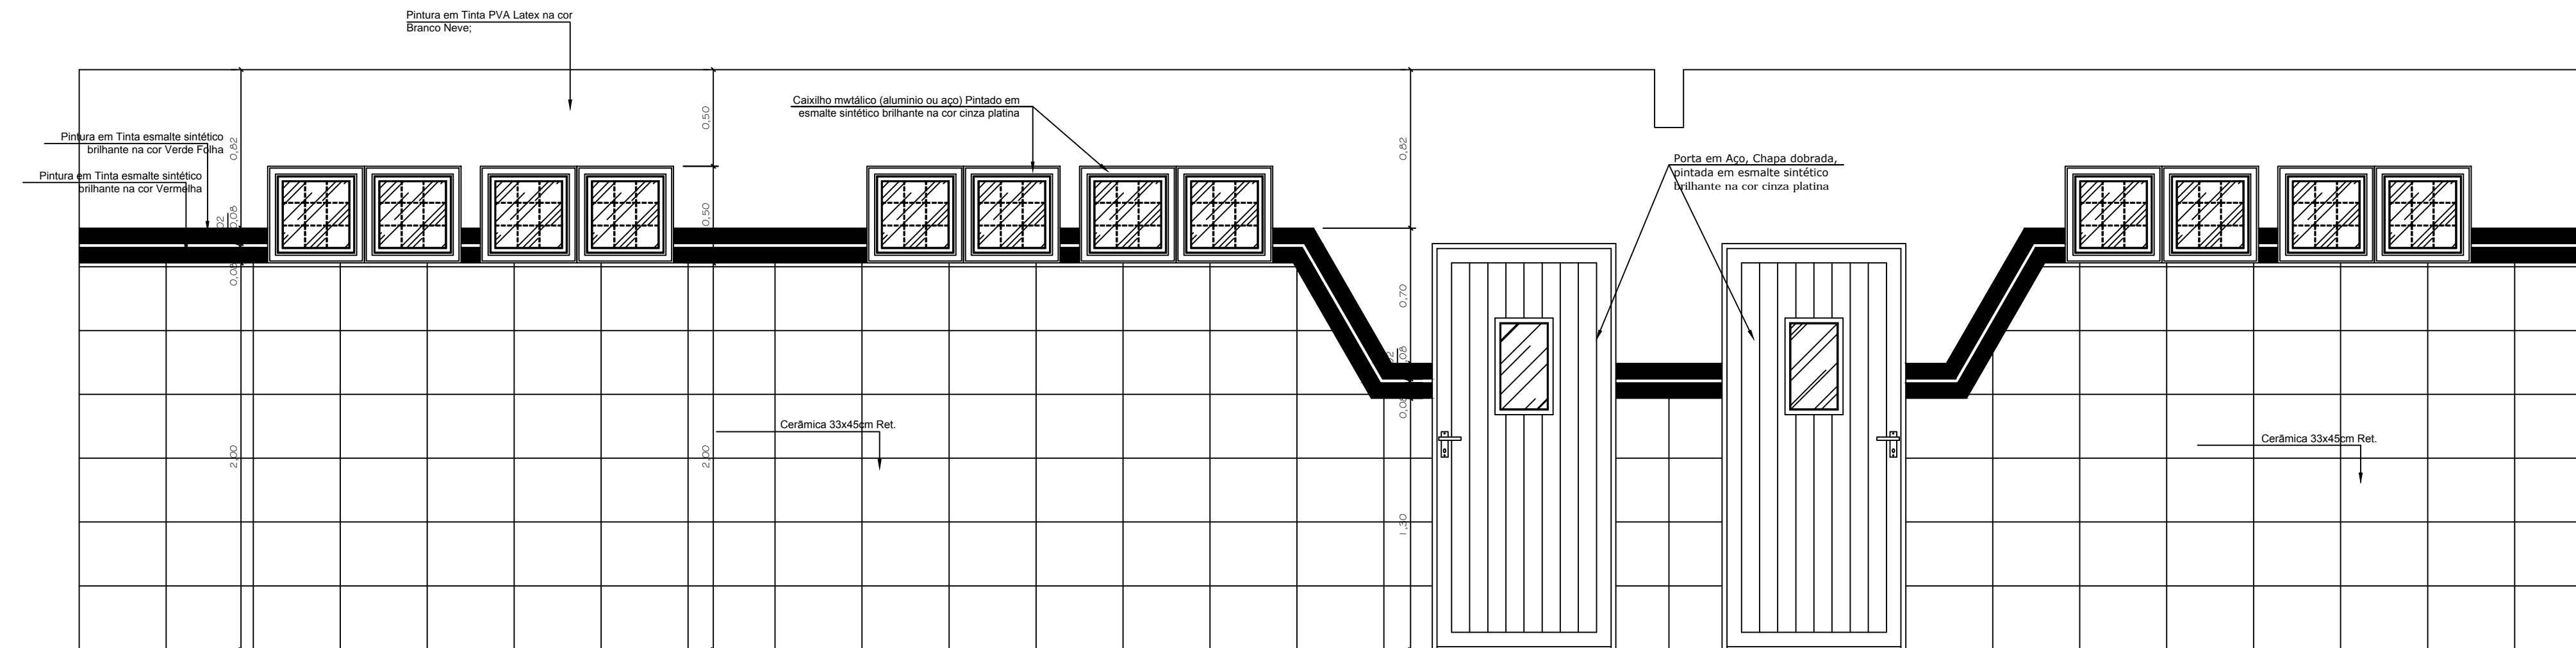 Pintura em Tinta PVA Latex na cor
Branco Neve;
Caixilho mwtálico (aluminio ou aço) Pintado em
esmalte sintético brilhante na cor cinza platina
Pintura em Tinta esmalte sintético
brilhante na cor Verde Folha
Pintura em Tinta esmalte sintético
brilhante na cor Vermelha
Porta em Aço, Chapa dobrada,
pintada em esmalte sintético
brilhante na cor cinza platina
0,82
0,08
0,08
2,00
0,50
0,50
2,00
0,82
0,70
0,08
1,30
Cerãmica 33x45cm Ret.
Cerãmica 33x45cm Ret.